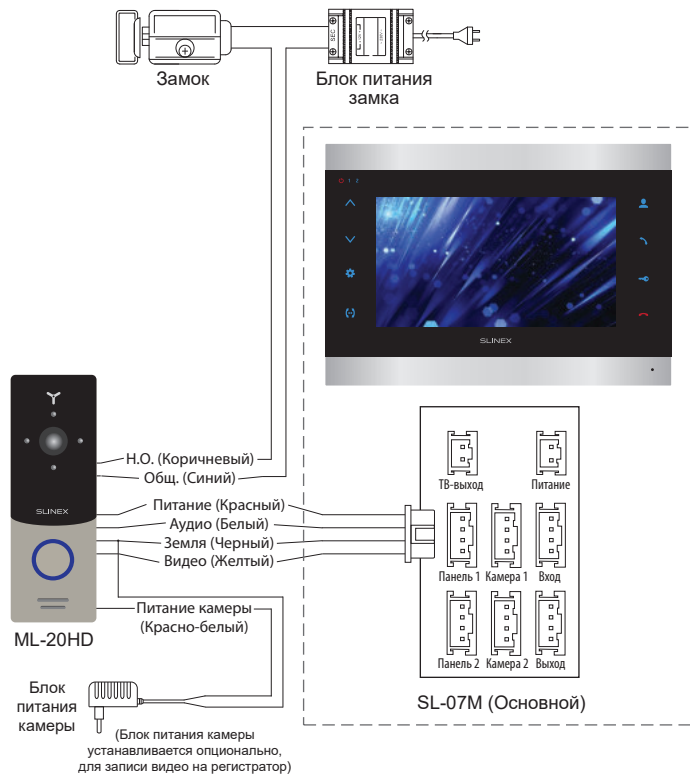 SEC
Замок
Блок питания
замка
SLINEX
Н.О. (Коричневый)
Общ. (Синий)
SLINEX
Питание (Красный)
Аудио (Белый)
Земля (Черный)
Видео (Желтый)
Питание камеры
(Красно-белый)
ML-20HD
Блок
питания
камеры
(Блок питания камеры
устанавливается опционально,
для записи видео на регистратор)
ТВ-выход
Питание
Панель 1 Камера 1 Вход
Панель 2 Камера 2 Выход
SL-07M (Основной)